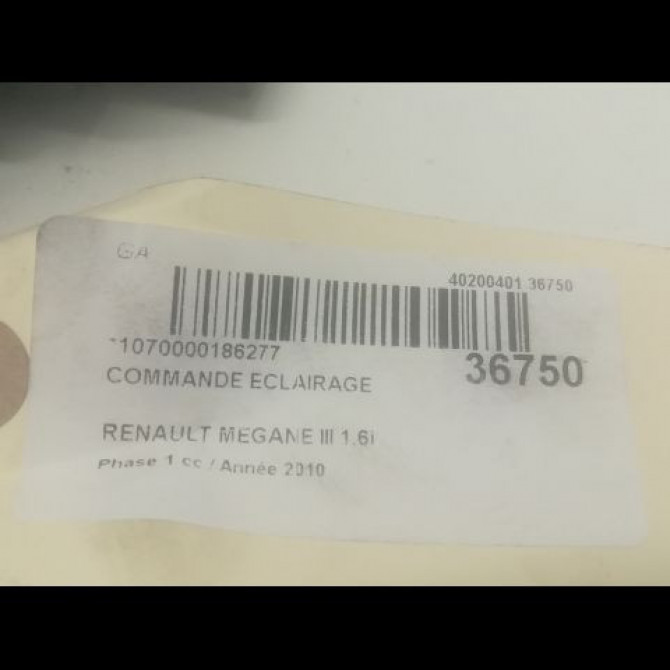 GA
40200401 36750
*1070000186277
36750
COMMANDE ECLAIRAGE
RENAULT MEGANE III 1.6i
Phase 1 cc / Année 2010